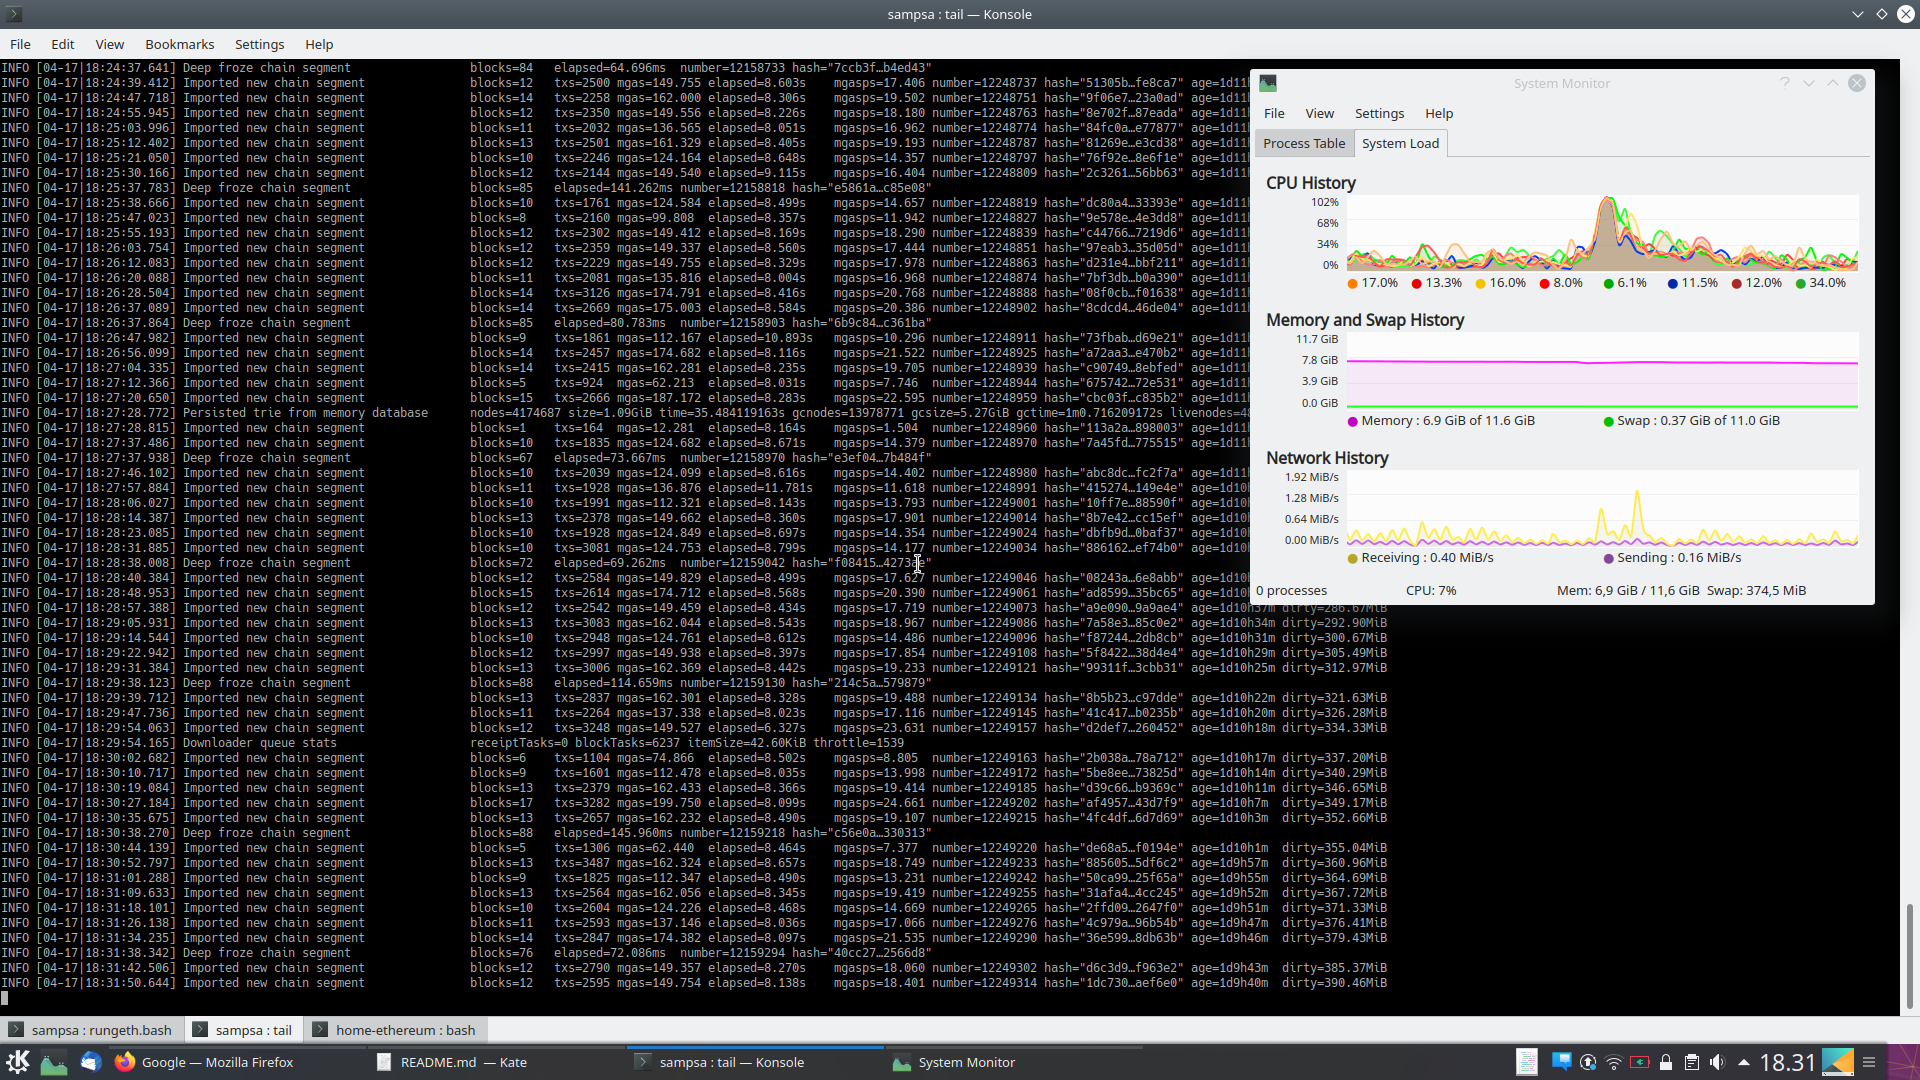 sampsa : tail — Konsole
File Edit View Bookmarks Settings Help
INFO [04-17|18:24:37.641] Deep froze chain segment blocks=84 elapsed=64.696ms number=12158733 hash="7ccb3f…b4ed43"
INFO [04-17|18:24:39.412] Imported new chain segment blocks=12 txs=2500 mgas=149.755 elapsed=8.603s mgasps=17.406 number=12248737 hash="51305b…fe8ca7" age=1d11h
INFO [04-17|18:24:47.718] Imported new chain segment blocks=14 txs=2258 mgas=162.000 elapsed=8.306s mgasps=19.502 number=12248751 hash="9f06e7…23a0ad" age=1d11h
INFO [04-17|18:24:55.945] Imported new chain segment blocks=12 txs=2350 mgas=149.556 elapsed=8.226s mgasps=18.180 number=12248763 hash="8e702f…87eada" age=1d11h
INFO [04-17|18:25:03.996] Imported new chain segment blocks=11 txs=2032 mgas=136.565 elapsed=8.051s mgasps=16.962 number=12248774 hash="84fc0a…e77877" age=1d11h
INFO [04-17|18:25:12.402] Imported new chain segment blocks=13 txs=2501 mgas=161.329 elapsed=8.405s mgasps=19.193 number=12248787 hash="81269e…e3cd38" age=1d11h
INFO [04-17|18:25:21.050] Imported new chain segment blocks=10 txs=2246 mgas=124.164 elapsed=8.648s mgasps=14.357 number=12248797 hash="76f92e…8e6f1e" age=1d11h
INFO [04-17|18:25:30.166] Imported new chain segment blocks=12 txs=2144 mgas=149.540 elapsed=9.115s mgasps=16.404 number=12248809 hash="2c3261…56bb63" age=1d11h
INFO [04-17|18:25:37.783] Deep froze chain segment blocks=85 elapsed=141.262ms number=12158818 hash="e5861a…c85e08"
INFO [04-17|18:25:38.666] Imported new chain segment blocks=10 txs=1761 mgas=124.584 elapsed=8.499s mgasps=14.657 number=12248819 hash="dc80a4…33393e" age=1d11h
INFO [04-17|18:25:47.023] Imported new chain segment blocks=8 txs=2160 mgas=99.808 elapsed=8.357s mgasps=11.942 number=12248827 hash="9e578e…4e3dd8" age=1d11h
INFO [04-17|18:25:55.193] Imported new chain segment blocks=12 txs=2302 mgas=149.412 elapsed=8.169s mgasps=18.290 number=12248839 hash="c44766…7219d6" age=1d11h
INFO [04-17|18:26:03.754] Imported new chain segment blocks=12 txs=2359 mgas=149.337 elapsed=8.560s mgasps=17.444 number=12248851 hash="97eab3…35d05d" age=1d11h
INFO [04-17|18:26:12.083] Imported new chain segment blocks=12 txs=2229 mgas=149.755 elapsed=8.329s mgasps=17.978 number=12248863 hash="d231e4…bbf211" age=1d11h
INFO [04-17|18:26:20.088] Imported new chain segment blocks=11 txs=2081 mgas=135.816 elapsed=8.004s mgasps=16.968 number=12248874 hash="7bf3db…b0a390" age=1d11h
INFO [04-17|18:26:28.504] Imported new chain segment blocks=14 txs=3126 mgas=174.791 elapsed=8.416s mgasps=20.768 number=12248888 hash="08f0cb…f01638" age=1d11h
INFO [04-17|18:26:37.089] Imported new chain segment blocks=14 txs=2669 mgas=175.003 elapsed=8.584s mgasps=20.386 number=12248902 hash="8cdcd4…46de04" age=1d11h
INFO [04-17|18:26:37.864] Deep froze chain segment blocks=85 elapsed=80.783ms number=12158903 hash="6b9c84…c361ba"
INFO [04-17|18:26:47.982] Imported new chain segment blocks=9 txs=1861 mgas=112.167 elapsed=10.893s mgasps=10.296 number=12248911 hash="73fbab…d69e21" age=1d11h
INFO [04-17|18:26:56.099] Imported new chain segment blocks=14 txs=2457 mgas=174.682 elapsed=8.116s mgasps=21.522 number=12248925 hash="a72aa3…e470b2" age=1d11h
INFO [04-17|18:27:04.335] Imported new chain segment blocks=14 txs=2415 mgas=162.281 elapsed=8.235s mgasps=19.705 number=12248939 hash="c90749…8ebfed" age=1d11h
INFO [04-17|18:27:12.366] Imported new chain segment blocks=5 txs=924 mgas=62.213 elapsed=8.031s mgasps=7.746 number=12248944 hash="675742…72e531" age=1d11h
INFO [04-17|18:27:20.650] Imported new chain segment blocks=15 txs=2666 mgas=187.172 elapsed=8.283s mgasps=22.595 number=12248959 hash="cbc03f…c835b2" age=1d11h
INFO [04-17|18:27:28.772] Persisted trie from memory database nodes=4174687 size=1.09GiB time=35.484119163s gcnodes=13978771 gcsize=5.27GiB gctime=1m0.716209172s livenodes=48
INFO [04-17|18:27:28.815] Imported new chain segment blocks=1 txs=164 mgas=12.281 elapsed=8.164s mgasps=1.504 number=12248960 hash="113a2a…898003" age=1d11h
INFO [04-17|18:27:37.486] Imported new chain segment blocks=10 txs=1835 mgas=124.682 elapsed=8.671s mgasps=14.379 number=12248970 hash="7a45fd…775515" age=1d11h
INFO [04-17|18:27:37.938] Deep froze chain segment blocks=67 elapsed=73.667ms number=12158970 hash="e3ef04…7b484f"
INFO [04-17|18:27:46.102] Imported new chain segment blocks=10 txs=2039 mgas=124.099 elapsed=8.616s mgasps=14.402 number=12248980 hash="abc8dc…fc2f7a" age=1d11h
INFO [04-17|18:27:57.884] Imported new chain segment blocks=11 txs=1928 mgas=136.876 elapsed=11.781s mgasps=11.618 number=12248991 hash="415274…149e4e" age=1d10h
INFO [04-17|18:28:06.027] Imported new chain segment blocks=10 txs=1991 mgas=112.321 elapsed=8.143s mgasps=13.793 number=12249001 hash="10ff7e…88590f" age=1d10h
INFO [04-17|18:28:14.387] Imported new chain segment blocks=13 txs=2378 mgas=149.662 elapsed=8.360s mgasps=17.901 number=12249014 hash="8b7e42…cc15ef" age=1d10h
INFO [04-17|18:28:23.085] Imported new chain segment blocks=10 txs=1928 mgas=124.849 elapsed=8.697s mgasps=14.354 number=12249024 hash="dbfb9d…0baf37" age=1d10h
INFO [04-17|18:28:31.885] Imported new chain segment blocks=10 txs=3081 mgas=124.753 elapsed=8.799s mgasps=14.177 number=12249034 hash="886162…ef74b0" age=1d10h
INFO [04-17|18:28:38.008] Deep froze chain segment blocks=72 elapsed=69.262ms number=12159042
INFO [04-17|18:28:40.384] Imported new chain segment blocks=12 txs=2584 mgas=149.829 elapsed=8.499s mgasps=17.627 number=12249046 hash="08243a…6e8abb" age=1d10h
INFO [04-17|18:28:48.953] Imported new chain segment blocks=15 txs=2614 mgas=174.712 elapsed=8.568s mgasps=20.390 number=12249061 hash="ad8599…35bc65" age=1d10h
INFO [04-17|18:28:57.388] Imported new chain segment blocks=12 txs=2542 mgas=149.459 elapsed=8.434s mgasps=17.719 number=12249073 hash="a9e090…9a9ae4" age=1d10h37m dirty=286.67MiB
INFO [04-17|18:29:05.931] Imported new chain segment blocks=13 txs=3083 mgas=162.044 elapsed=8.543s mgasps=18.967 number=12249086 hash="7a58e3…85c0e2" age=1d10h34m dirty=292.90MiB
INFO [04-17|18:29:14.544] Imported new chain segment blocks=10 txs=2948 mgas=124.761 elapsed=8.612s mgasps=14.486 number=12249096 hash="f87244…2db8cb" age=1d10h31m dirty=300.67MiB
INFO [04-17|18:29:22.942] Imported new chain segment blocks=12 txs=2997 mgas=149.938 elapsed=8.397s mgasps=17.854 number=12249108 hash="5f8422…38d4e4" age=1d10h29m dirty=305.49MiB
INFO [04-17|18:29:31.384] Imported new chain segment blocks=13 txs=3006 mgas=162.369 elapsed=8.442s mgasps=19.233 number=12249121 hash="99311f…3cbb31" age=1d10h25m dirty=312.97MiB
INFO [04-17|18:29:38.123] Deep froze chain segment blocks=88 elapsed=114.659ms number=12159130 hash="214c5a…579879"
INFO [04-17|18:29:39.712] Imported new chain segment blocks=13 txs=2837 mgas=162.301 elapsed=8.328s mgasps=19.488 number=12249134 hash="8b5b23…c97dde" age=1d10h22m dirty=321.63MiB
INFO [04-17|18:29:47.736] Imported new chain segment blocks=11 txs=2264 mgas=137.338 elapsed=8.023s mgasps=17.116 number=12249145 hash="41c417…b0235b" age=1d10h20m dirty=326.28MiB
INFO [04-17|18:29:54.063] Imported new chain segment blocks=12 txs=3248 mgas=149.527 elapsed=6.327s mgasps=23.631 number=12249157 hash="d2def7…260452" age=1d10h18m dirty=334.33MiB
INFO [04-17|18:29:54.165] Downloader queue stats receiptTasks=0 blockTasks=6237 itemSize=42.60KiB throttle=1539
INFO [04-17|18:30:02.682] Imported new chain segment blocks=6 txs=1104 mgas=74.866 elapsed=8.502s mgasps=8.805 number=12249163 hash="2b038a…78a712" age=1d10h17m dirty=337.20MiB
INFO [04-17|18:30:10.717] Imported new chain segment blocks=9 txs=1601 mgas=112.478 elapsed=8.035s mgasps=13.998 number=12249172 hash="5be8ee…73825d" age=1d10h14m dirty=340.29MiB
INFO [04-17|18:30:19.084] Imported new chain segment blocks=13 txs=2379 mgas=162.433 elapsed=8.366s mgasps=19.414 number=12249185 hash="d39c66…b9369c" age=1d10h11m dirty=346.65MiB
INFO [04-17|18:30:27.184] Imported new chain segment blocks=17 txs=3282 mgas=199.750 elapsed=8.099s mgasps=24.661 number=12249202 hash="af4957…43d7f9" age=1d10h7m dirty=349.17MiB
INFO [04-17|18:30:35.675] Imported new chain segment blocks=13 txs=2657 mgas=162.232 elapsed=8.490s mgasps=19.107 number=12249215 hash="4fc4df…6d7d69" age=1d10h3m dirty=352.66MiB
INFO [04-17|18:30:38.270] Deep froze chain segment blocks=88 elapsed=145.960ms number=12159218 hash="c56e0a…330313"
INFO [04-17|18:30:44.139] Imported new chain segment blocks=5 txs=1306 mgas=62.440 elapsed=8.464s mgasps=7.377 number=12249220 hash="de68a5…f0194e" age=1d10h1m dirty=355.04MiB
INFO [04-17|18:30:52.797] Imported new chain segment blocks=13 txs=3487 mgas=162.324 elapsed=8.657s mgasps=18.749 number=12249233 hash="885605…5df6c2" age=1d9h57m dirty=360.96MiB
INFO [04-17|18:31:01.288] Imported new chain segment blocks=9 txs=1825 mgas=112.347 elapsed=8.490s mgasps=13.231 number=12249242 hash="50ca99…25f65a" age=1d9h55m dirty=364.69MiB
INFO [04-17|18:31:09.633] Imported new chain segment blocks=13 txs=2564 mgas=162.056 elapsed=8.345s mgasps=19.419 number=12249255 hash="31afa4…4cc245" age=1d9h52m dirty=367.72MiB
INFO [04-17|18:31:18.101] Imported new chain segment blocks=10 txs=2604 mgas=124.226 elapsed=8.468s mgasps=14.669 number=12249265 hash="2ffd09…2647f0" age=1d9h51m dirty=371.33MiB
INFO [04-17|18:31:26.138] Imported new chain segment blocks=11 txs=2593 mgas=137.146 elapsed=8.036s mgasps=17.066 number=12249276 hash="4c979a…96b54b" age=1d9h47m dirty=376.41MiB
INFO [04-17|18:31:34.235] Imported new chain segment blocks=14 txs=2847 mgas=174.382 elapsed=8.097s mgasps=21.535 number=12249290 hash="36e599…8db63b" age=1d9h46m dirty=379.43MiB
INFO [04-17|18:31:38.342] Deep froze chain segment blocks=76 elapsed=72.086ms number=12159294 hash="40cc27…2566d8"
INFO [04-17|18:31:42.506] Imported new chain segment blocks=12 txs=2790 mgas=149.357 elapsed=8.270s mgasps=18.060 number=12249302 hash="d6c3d9…f963e2" age=1d9h43m dirty=385.37MiB
INFO [04-17|18:31:50.644] Imported new chain segment blocks=12 txs=2595 mgas=149.754 elapsed=8.138s mgasps=18.401 number=12249314 hash="1dc730…aef6e0" age=1d9h40m dirty=390.46MiB
System Monitor
File View Settings Help
Process Table System Load
CPU History
102%
68%
34%
0%
17.0% 13.3% 16.0% 8.0% 6.1% 11.5% 12.0% 34.0%
Memory and Swap History
11.7 GiB
7.8 GiB
3.9 GiB
0.0 GiB
Memory : 6.9 GiB of 11.6 GiB Swap : 0.37 GiB of 11.0 GiB
Network History
1.92 MiB/s
1.28 MiB/s
0.64 MiB/s
0.00 MiB/s
Receiving : 0.40 MiB/s Sending : 0.16 MiB/s
0 processes CPU: 7% Mem: 6,9 GiB / 11,6 GiB Swap: 374,5 MiB
sampsa : rungeth.bash sampsa : tail home-ethereum : bash
Google — Mozilla Firefox README.md — Kate sampsa : tail — Konsole System Monitor 18.31